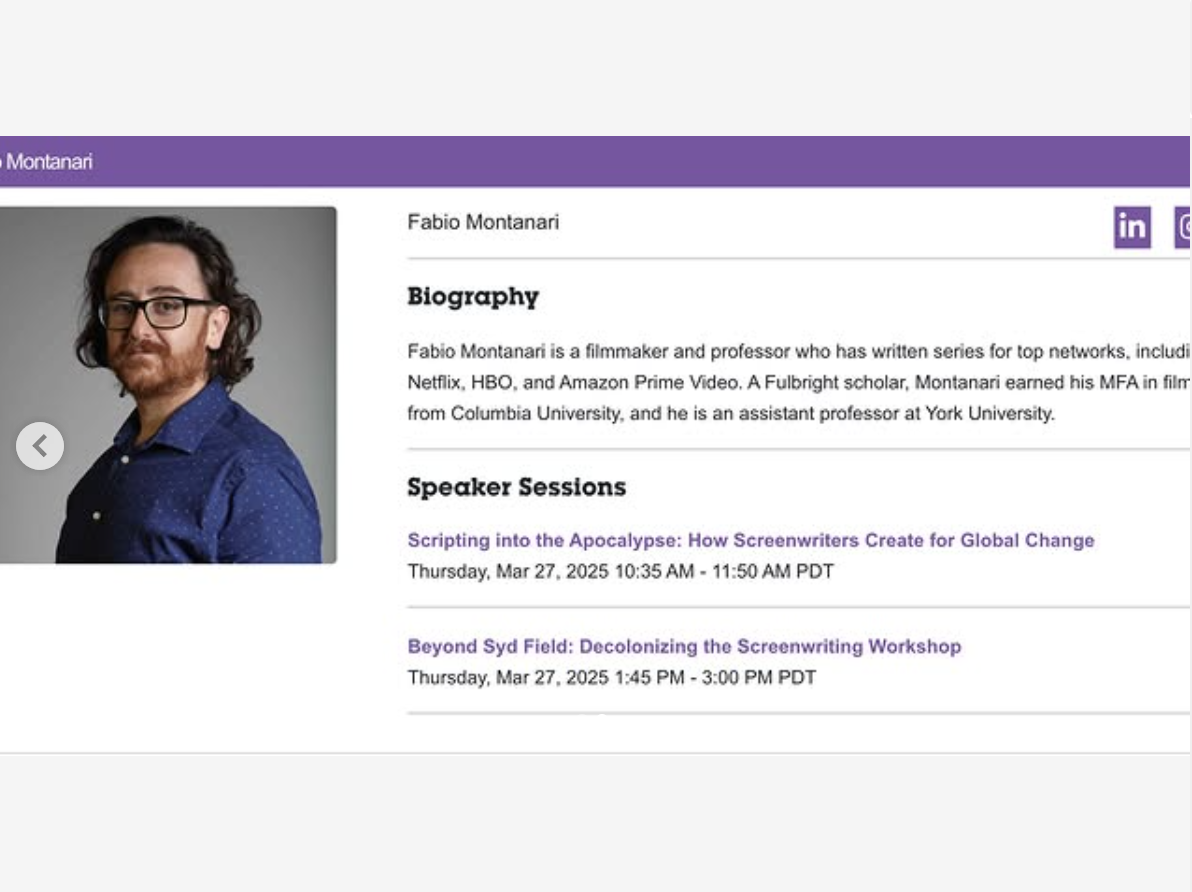 Montanari
Fabio Montanari
in
Biography
Fabio Montanari is a filmmaker and professor who has written series for top networks, includi
Netflix, HBO, and Amazon Prime Video. A Fulbright scholar, Montanari earned his MFA in film
from Columbia University, and he is an assistant professor at York University.
Speaker Sessions
Scripting into the Apocalypse: How Screenwriters Create for Global Change
Thursday, Mar 27, 2025 10:35 AM - 11:50 AM PDT
Beyond Syd Field: Decolonizing the Screenwriting Workshop
Thursday, Mar 27, 2025 1:45 PM - 3:00 PM PDT